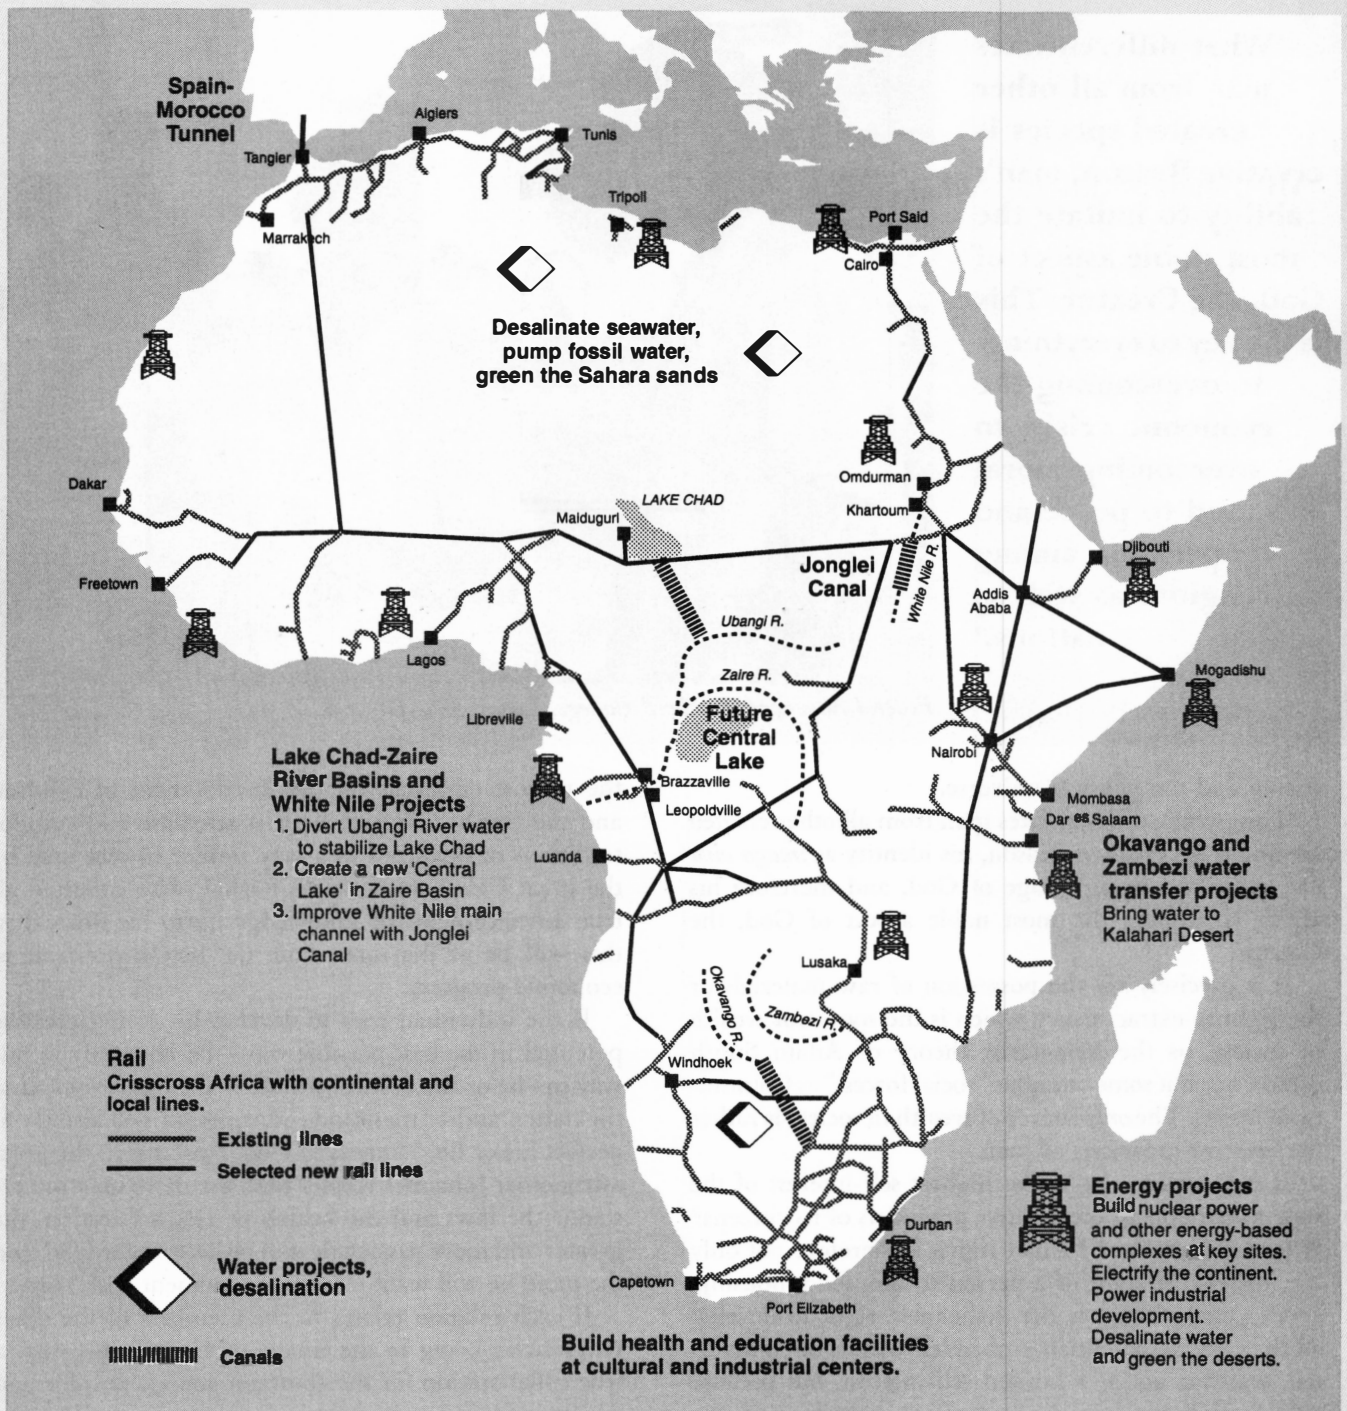 Spain-
Morocco
Tunnel
Algiers
Tunis
Tangier
Tripoli
Marrakech
Port Said
Cairo
Desalinate seawater,
pump fossil water,
green the Sahara sands
Dakar
LAKE CHAD
Maiduguri
Omdurman
Khartoum
Jonglei
Canal
White Nile R.
Djibouti
Addis
Ababa
Freetown
Lagos
Ubangi R.
Zaire R.
Mogadishu
Libreville
Future
Central
Lake
Nairobi
Brazzaville
Leopoldville
Mombasa
Dar es Salaam
Luanda
Lake Chad-Zaire
River Basins and
White Nile Projects
1. Divert Ubangi River water
to stabilize Lake Chad
2. Create a new 'Central
Lake' in Zaire Basin
3. Improve White Nile main
channel with Jonglei
Canal
Okavango and
Zambezi water
transfer projects
Bring water to
Kalahari Desert
Lusaka
Okavango R.
Zambezi R.
Windhoek
Rail
Crisscross Africa with continental and
local lines.
Existing lines
Selected new rail lines
Water projects,
desalination
Canals
Durban
Capetown
Port Elizabeth
Build health and education facilities
at cultural and industrial centers.
Energy projects
Build nuclear power
and other energy-based
complexes at key sites.
Electrify the continent.
Power industrial
development.
Desalinate water
and green the deserts.